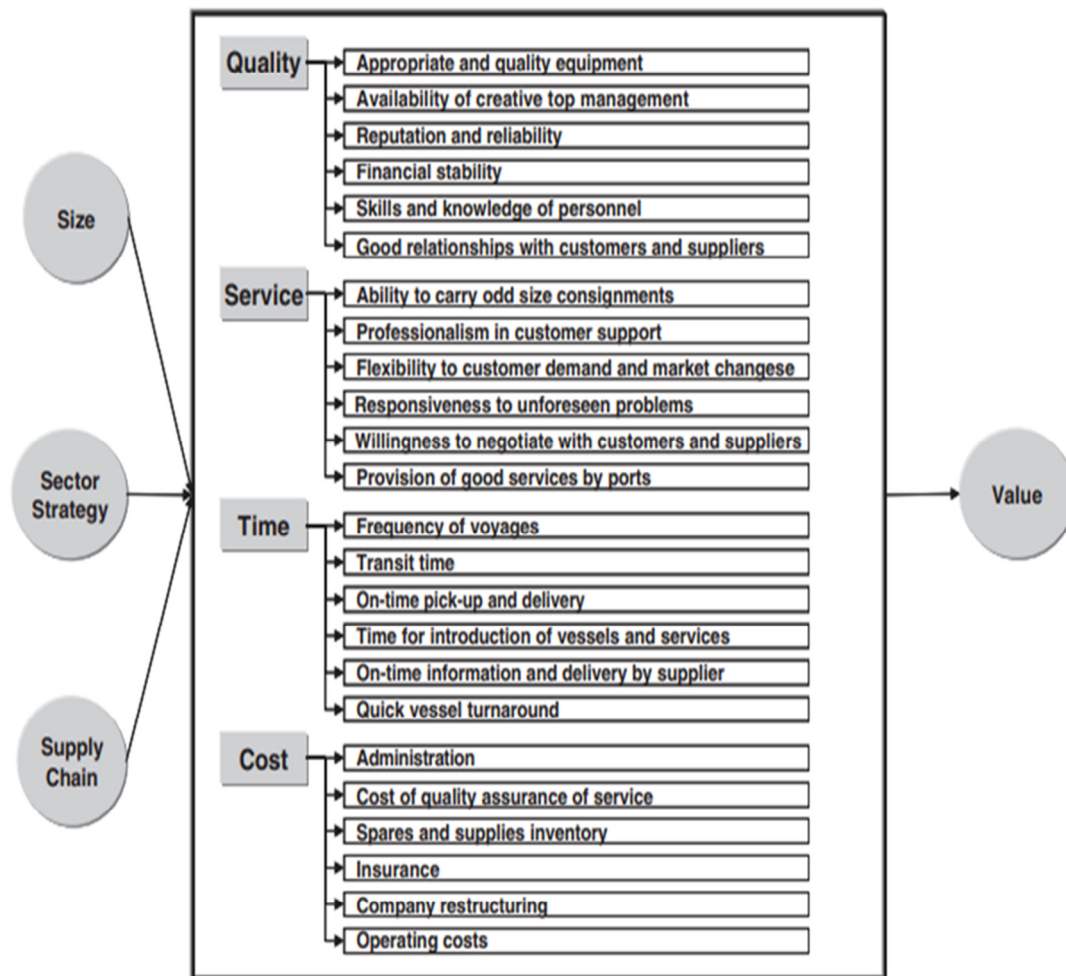 Quality
Appropriate and quality equipment
Availability of creative top management
Reputation and reliability
Financial stability
Skills and knowledge of personnel
Good relationships with customers and suppliers
Size
Service
Ability to carry odd size consignments
Professionalism in customer support
Flexibility to customer demand and market changese
Responsiveness to unforeseen problems
Willingness to negotiate with customers and suppliers
Provision of good services by ports
Sector
Strategy
Value
Time
Frequency of voyages
Transit time
On-time pick-up and delivery
Time for introduction of vessels and services
On-time information and delivery by supplier
Quick vessel turnaround
Supply
Chain
Cost
Administration
Cost of quality assurance of service
Spares and supplies inventory
Insurance
Company restructuring
Operating costs